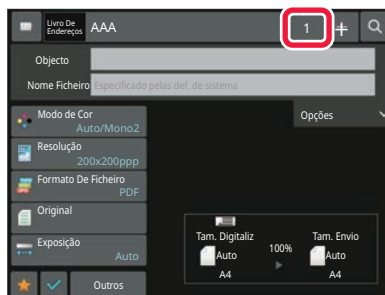 Livro De
Endereços
AAA
1
Objecto
Nome Ficheiro
Especificado pelas def. de sistema
Modo de Cor
Auto/Mono2
Opções
Resolução
200x200ppp
Formato De Ficheiro
PDF
Original
Exposição
Auto
Tam. Digitaliz
100%
Tam. Envio
Auto
Auto
A4
A4
Outros